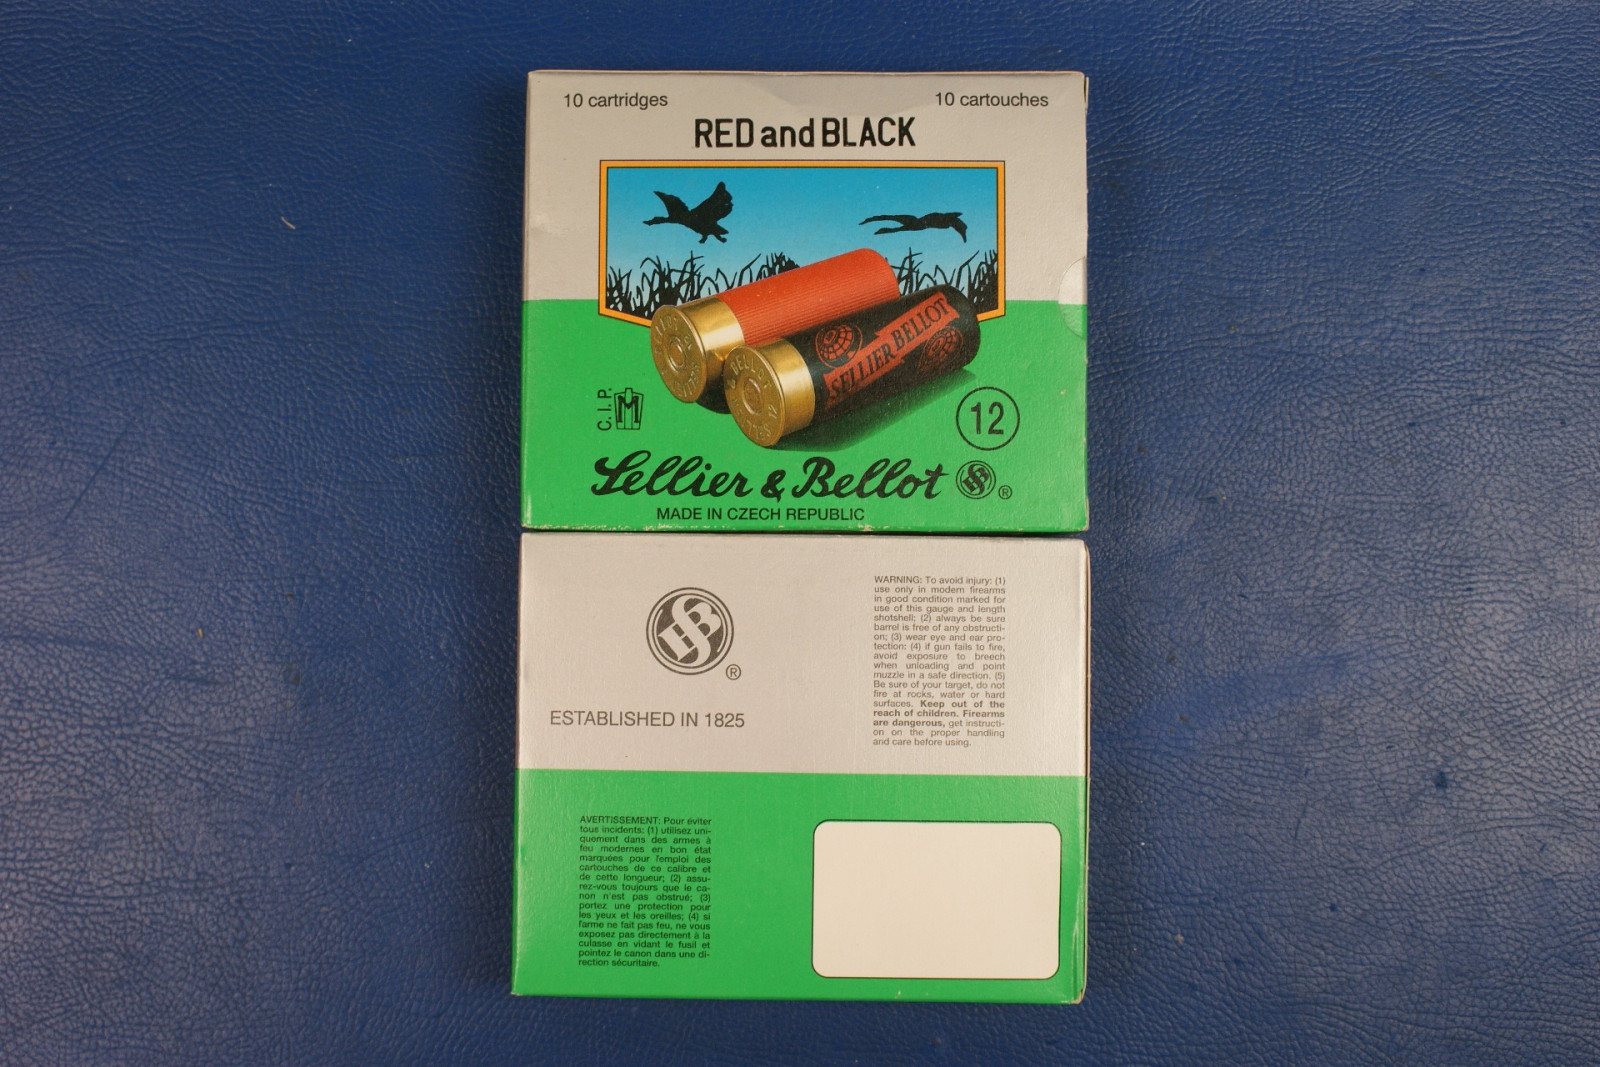 10 cartridges
10 cartouches
RED and BLACK
SELLIER BELLOT
C.I.P.
12
Sellier & Bellot
®
MADE IN CZECH REPUBLIC
®
ESTABLISHED IN 1825
WARNING: To avoid injury: (1)
use only in modern firearms
in good condition marked for
use of this gauge and length
shotshell; (2) always be sure
barrel is free of any obstructi-
on; (3) wear eye and ear pro-
tection: (4) if gun fails to fire,
avoid exposure to breech
when unloading and point
muzzle in a safe direction. (5)
Be sure of your target, do not
fire at rocks, water or hard
surfaces. Keep out of the
reach of children. Firearms
are dangerous, get instructi-
on on the proper handling
and care before using.
AVERTISSEMENT: Pour éviter
tous incidents: (1) utilisez uni-
quement dans des armes à
feu modernes en bon état
marquées pour l'emploi des
cartouches de ce calibre et
de cette longueur; (2) assu-
rez-vous toujours que le ca-
non n'est pas obstrué; (3)
portez une protection pour
les yeux et les oreilles; (4) si
l'arme ne fait pas feu, ne vous
exposez pas directement à la
culasse en vidant le fusil et
pointez le canon dans une di-
rection sécuritaire.